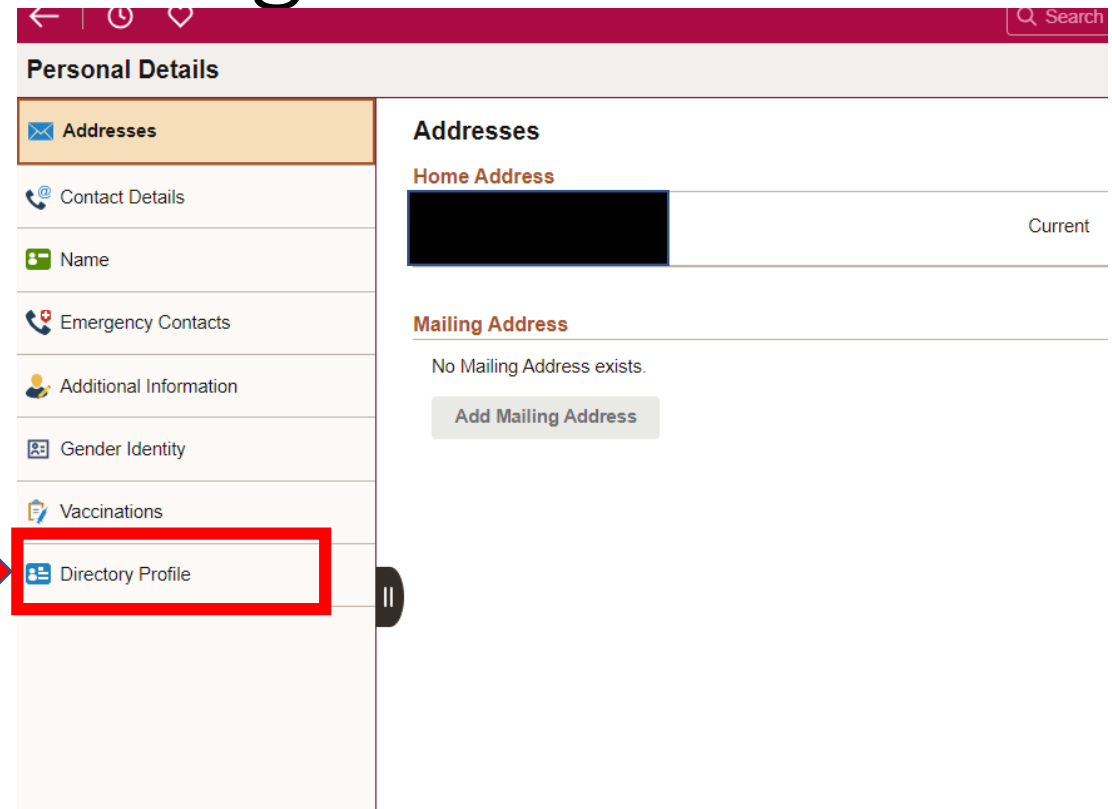 Search
Personal Details
Addresses
Contact Details
Name
Emergency Contacts
Additional Information
Gender Identity
Vaccinations
Directory Profile
Addresses
Home Address
Current
Mailing Address
No Mailing Address exists.
Add Mailing Address